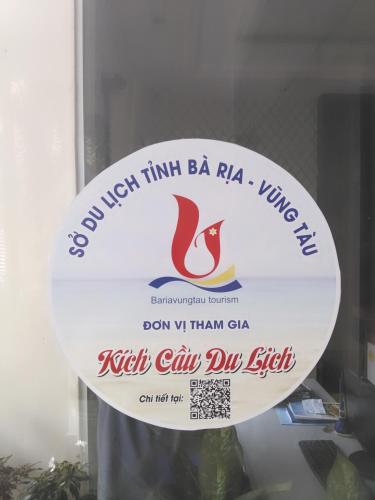 SỞ DU LỊCH TỈNH BÀ RỊA - VŨNG TÀU
Bariavungtau tourism
ĐƠN VỊ THAM GIA
Kích Cầu Du Lịch
Chi tiết tại: